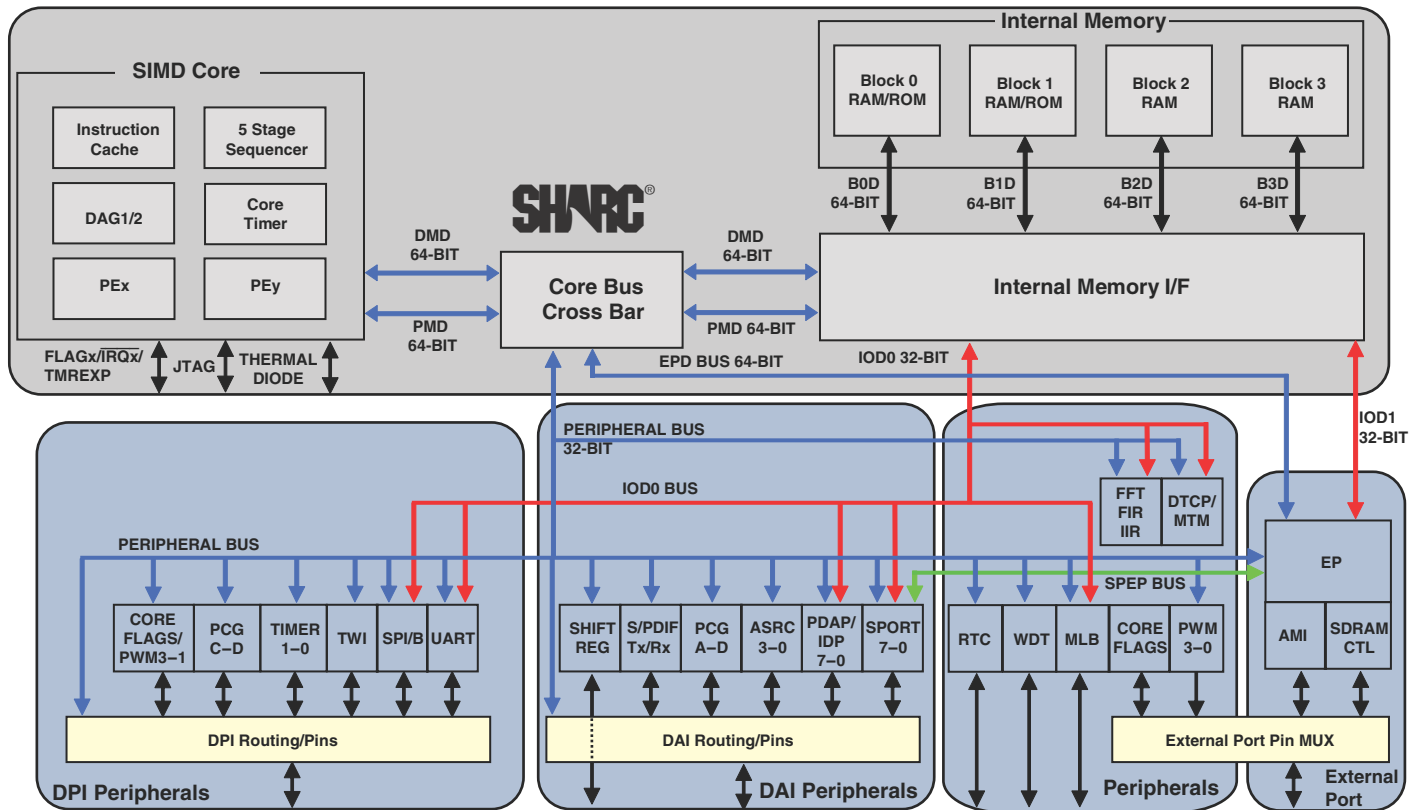 Internal Memory
SIMD Core
Block 0
RAM/ROM
Block 1
RAM/ROM
Block 2
RAM
Block 3
RAM
Instruction
Cache
5 Stage
Sequencer
DAG1/2
Core
Timer
PEx
PEy
SHARC®
B0D
64-BIT
B1D
64-BIT
B2D
64-BIT
B3D
64-BIT
DMD
64-BIT
DMD
64-BIT
Core Bus
Cross Bar
Internal Memory I/F
PMD
64-BIT
PMD 64-BIT
FLAGx/IRQx/
TMREXP
JTAG
THERMAL
DIODE
EPD BUS 64-BIT
IOD0 32-BIT
IOD1
32-BIT
PERIPHERAL BUS
32-BIT
IOD0 BUS
PERIPHERAL BUS
FFT
FIR
IIR
DTCP/
MTM
EP
SPEP BUS
CORE
FLAGS/
PWM3–1
PCG
C–D
TIMER
1–0
TWI
SPI/B
UART
SHIFT
REG
S/PDIF
Tx/Rx
PCG
A–D
ASRC
3–0
PDAP/
IDP
7–0
SPORT
7–0
RTC
WDT
MLB
CORE
FLAGS
PWM
3–0
AMI
SDRAM
CTL
DPI Routing/Pins
DAI Routing/Pins
External Port Pin MUX
DPI Peripherals
DAI Peripherals
Peripherals
External
Port